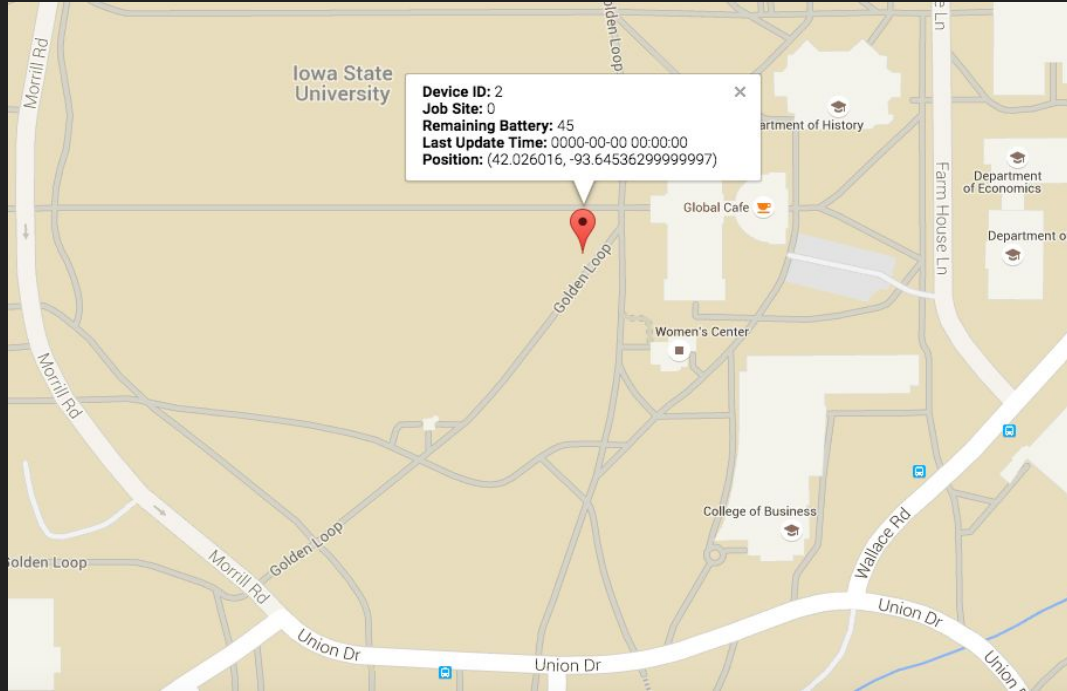 Morrill Rd
Iowa State
University
olden Loop
e Ln
Device ID: 2
Job Site: 0
Remaining Battery: 45
Last Update Time: 0000-00-00 00:00:00
Position: (42.026016, -93.64536299999997)
artment of History
Department
of Economics
Farm House Ln
Global Cafe
Department o
Golden Loop
Women's Center
Morrill Rd
College of Business
Golden Loop
Wallace Rd
Golden Loop
Morrill Rd
Union Dr
Union Dr
Union Dr
Union